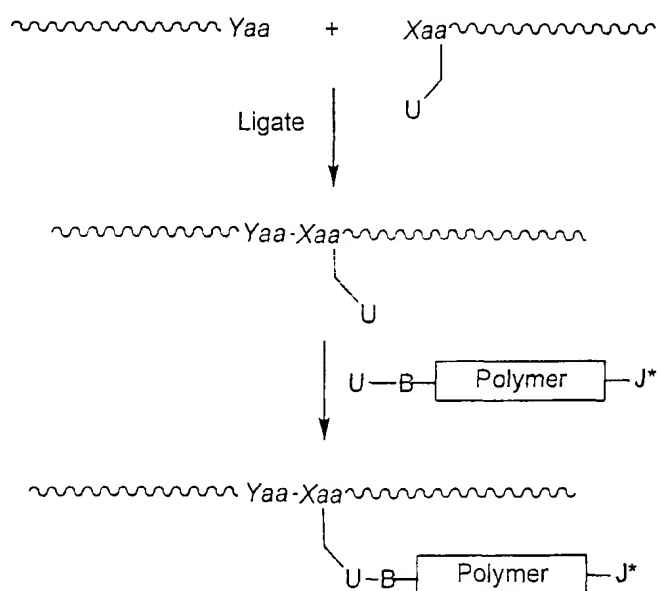 Yaa + Xaa
U
Ligate
Yaa-Xaa
U
U—B—Polymer—J*
Yaa-Xaa
U–B—Polymer—J*